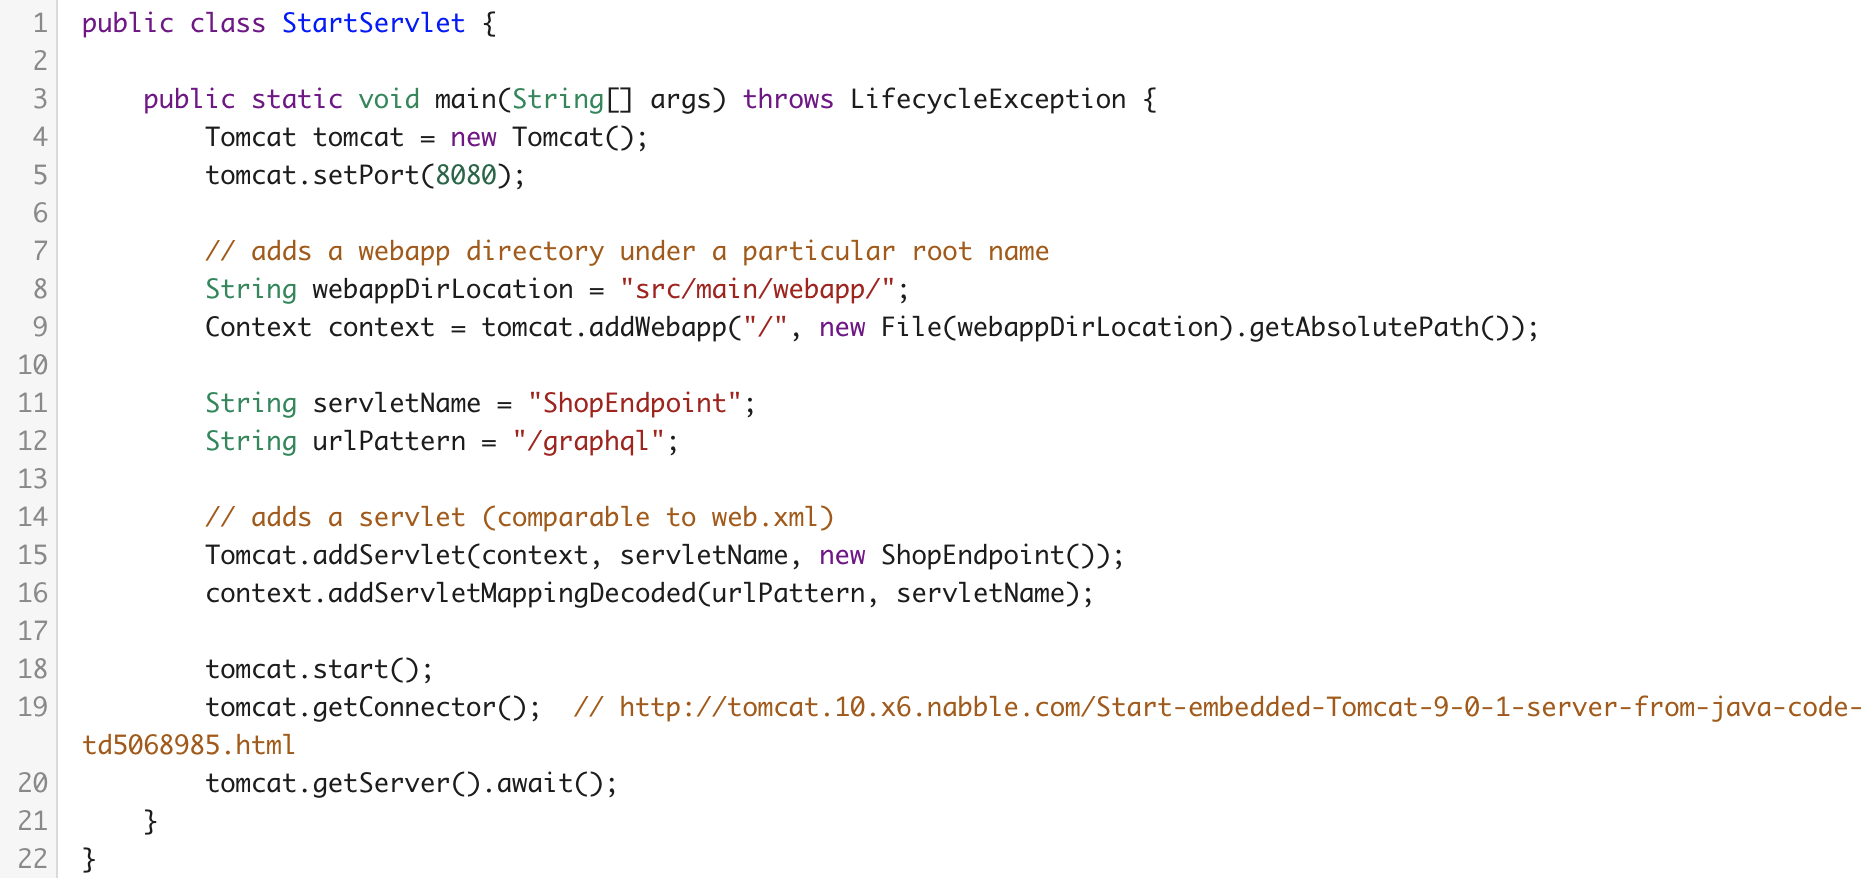 1 public class StartServlet {
2
3     public static void main(String[] args) throws LifecycleException {
4         Tomcat tomcat = new Tomcat();
5         tomcat.setPort(8080);
6
7         // adds a webapp directory under a particular root name
8         String webappDirLocation = "src/main/webapp/";
9         Context context = tomcat.addWebapp("/", new File(webappDirLocation).getAbsolutePath());
10
11         String servletName = "ShopEndpoint";
12         String urlPattern = "/graphql";
13
14         // adds a servlet (comparable to web.xml)
15         Tomcat.addServlet(context, servletName, new ShopEndpoint());
16         context.addServletMappingDecoded(urlPattern, servletName);
17
18         tomcat.start();
19         tomcat.getConnector();  // http://tomcat.10.x6.nabble.com/Start-embedded-Tomcat-9-0-1-server-from-java-code-
td5068985.html
20         tomcat.getServer().await();
21     }
22 }